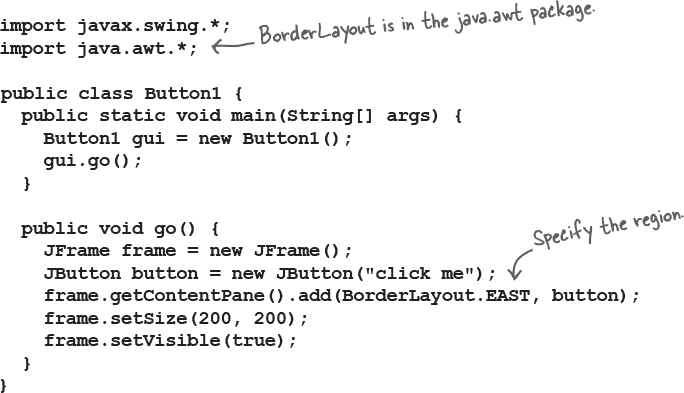 import javax.swing.*;
BorderLayout is in the java.awt package.
import java.awt.*;
public class Button1 {
public static void main(String[] args) {
Button1 gui = new Button1();
gui.go();
}
public void go() {
Specify the region.
JFrame frame = new JFrame();
JButton button = new JButton("click me");
frame.getContentPane().add(BorderLayout.EAST, button);
frame.setSize(200, 200);
frame.setVisible(true);
}
}